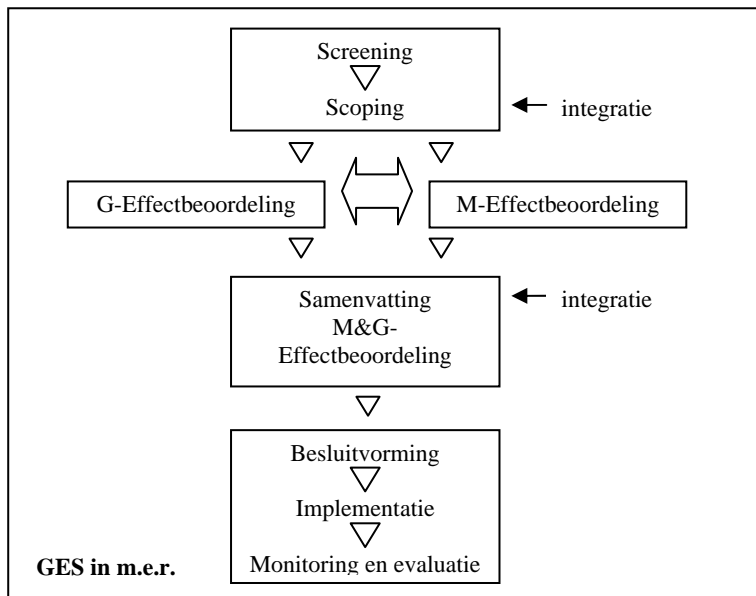 Screening
Scoping
integratie
G-Effectbeoordeling
M-Effectbeoordeling
Samenvatting
M&G-
Effectbeoordeling
integratie
Besluitvorming
Implementatie
Monitoring en evaluatie
GES in m.e.r.